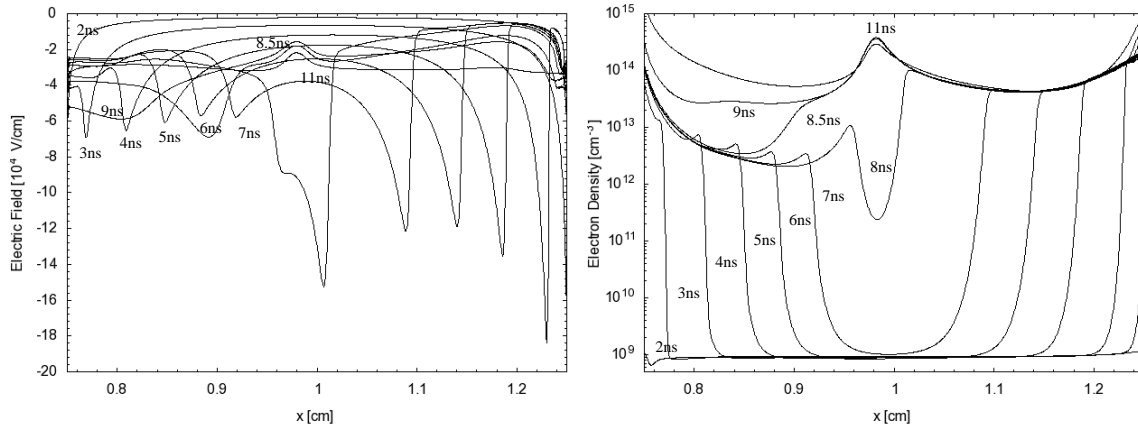 0
-2
-4
-6
-8
-10
-12
-14
-16
-18
-20
0.8
0.9
1
1.1
1.2
x [cm]
Electric Field [10⁴ V/cm]
2ns
8.5ns
11ns
9ns
3ns
4ns
5ns
6ns
7ns
10¹⁵
10¹⁴
10¹³
10¹²
10¹¹
10¹⁰
10⁹
0.8
0.9
1
1.1
1.2
x [cm]
Electron Density [cm⁻³]
11ns
9ns
8.5ns
8ns
7ns
6ns
5ns
4ns
3ns
2ns